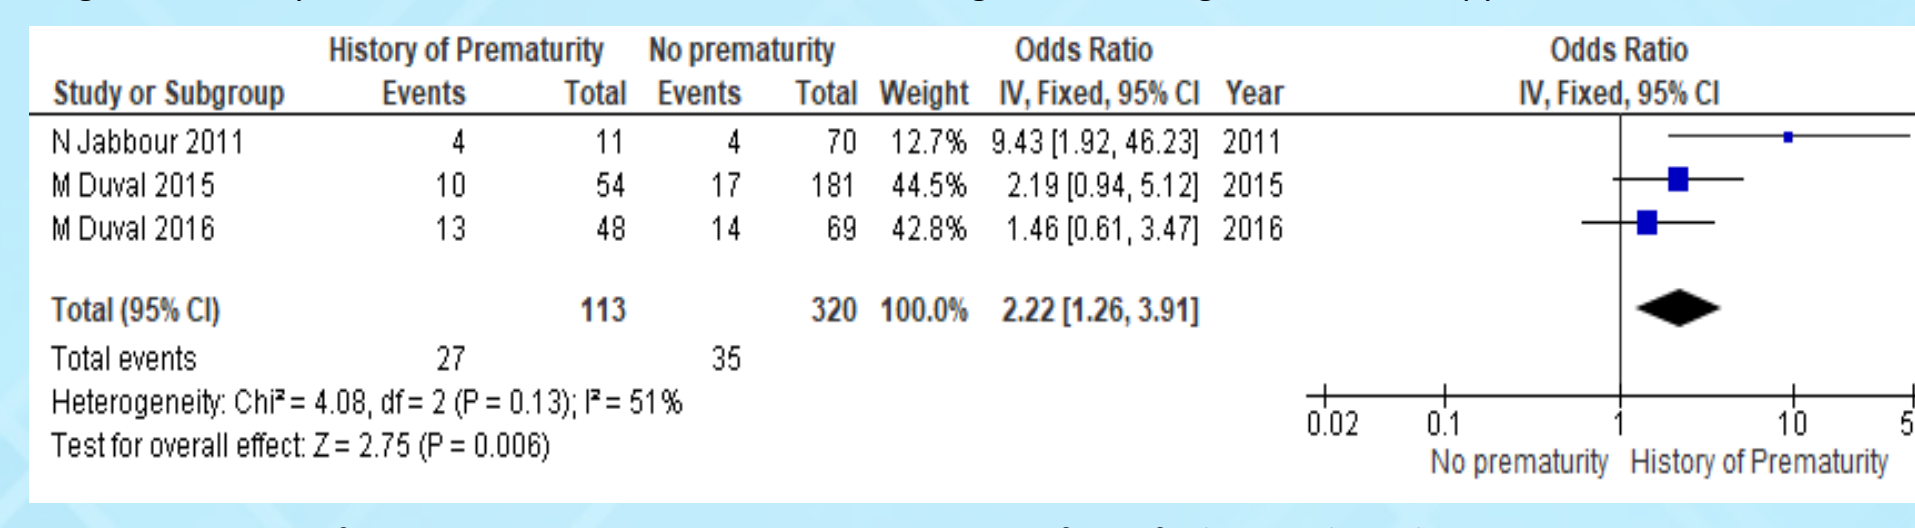 History of Prematurity No prematurity Odds Ratio Odds Ratio
Study or Subgroup Events Total Events Total Weight IV, Fixed, 95% CI Year IV, Fixed, 95% CI
N Jabbour 2011 4 11 4 70 12.7% 9.43 [1.92, 46.23] 2011
M Duval 2015 10 54 17 181 44.5% 2.19 [0.94, 5.12] 2015
M Duval 2016 13 48 14 69 42.8% 1.46 [0.61, 3.47] 2016
Total (95% CI) 113 320 100.0% 2.22 [1.26, 3.91]
Total events 27 35
Heterogeneity: Chi² = 4.08, df = 2 (P = 0.13); I² = 51%
Test for overall effect: Z = 2.75 (P = 0.006)
0.02 0.1 1 10 5
No prematurity History of Prematurity